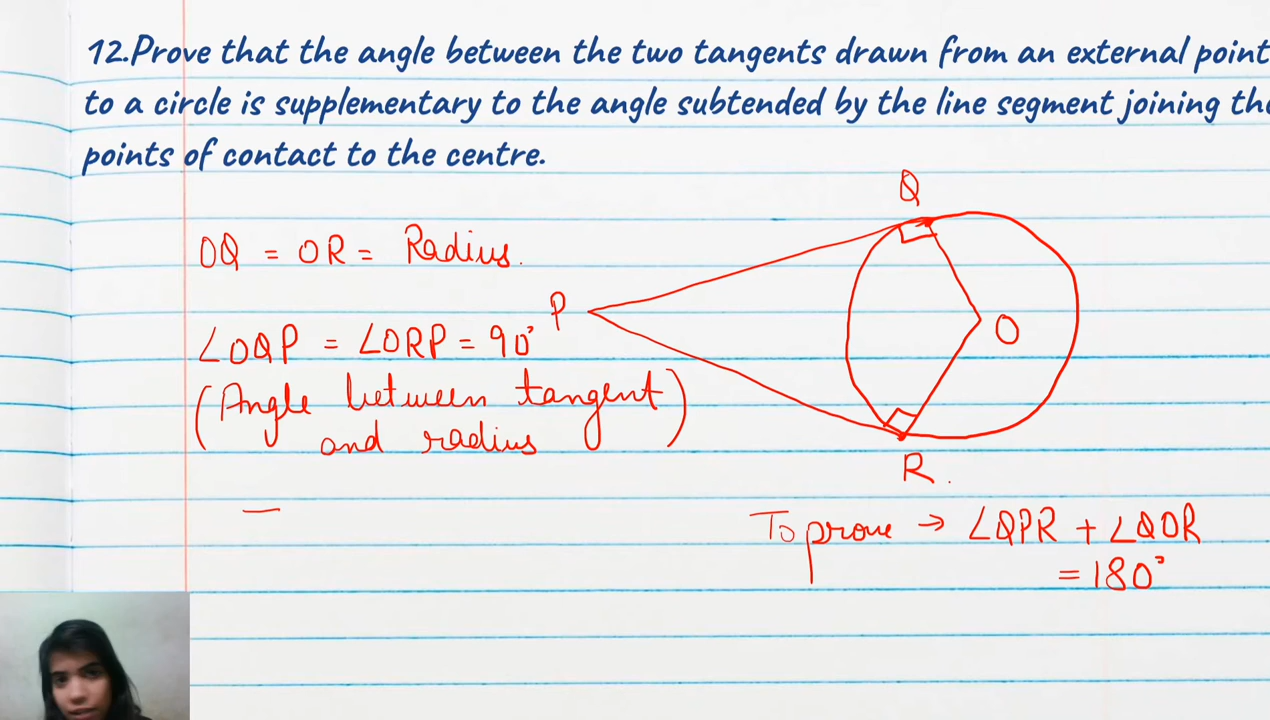 12.Prove that the angle between the two tangents drawn from an external point
to a circle is supplementary to the angle subtended by the line segment joining the
points of contact to the centre.
Q
OQ = OR = Radius.
P
O
∠OQP = ∠ORP = 90°
(Angle between tangent
and radius)
R.
To prove → ∠QPR + ∠QOR
= 180°